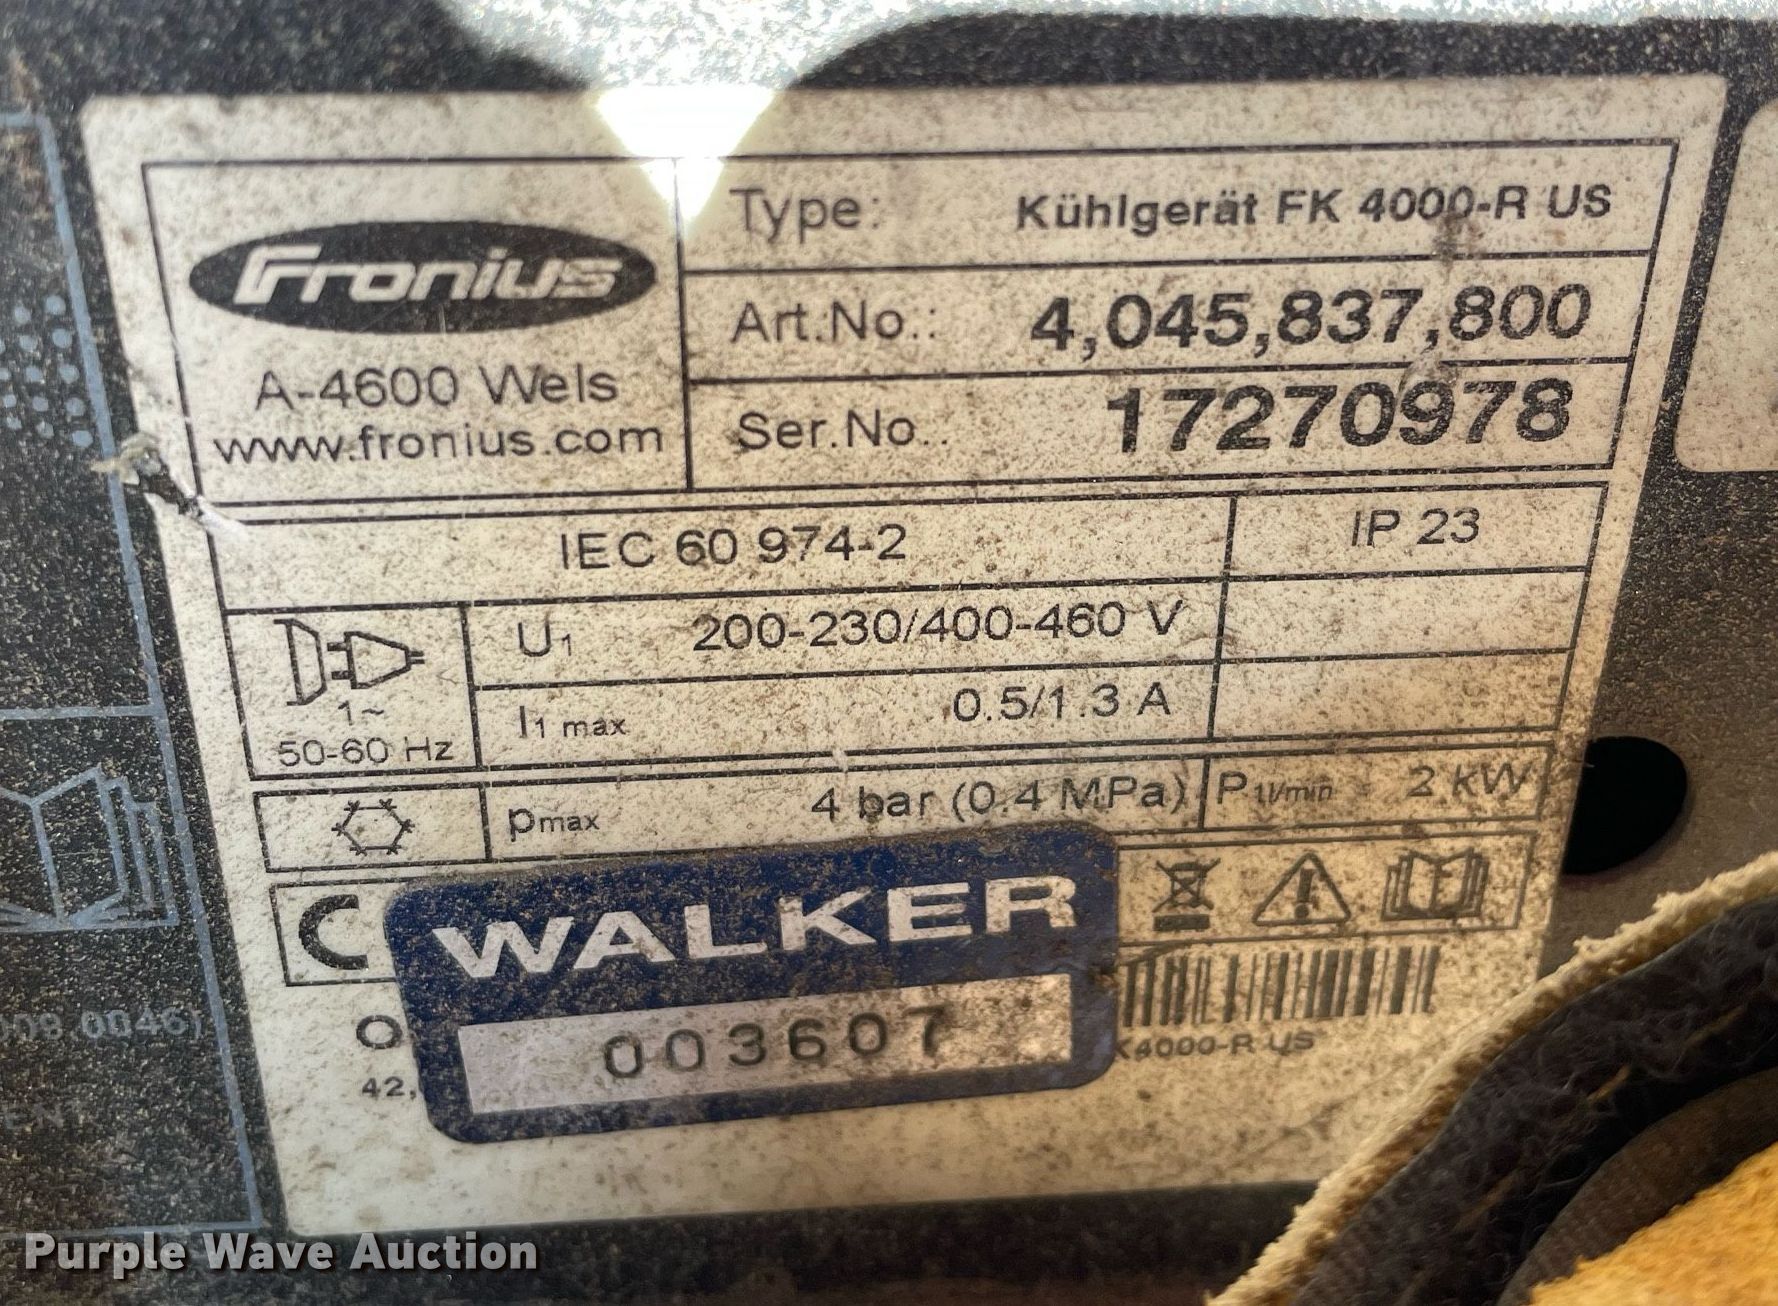 Fronius
A-4600 Wels
www.fronius.com
Type: Kühlgerät FK 4000-R US
Art.No.: 4,045,837,800
Ser.No.: 17270978
IEC 60 974-2 IP 23
1~
50-60 Hz
U1 200-230/400-460 V
I1 max 0.5/1.3 A
pmax 4 bar (0.4 MPa) P1l/min 2 kW
WALKER
003607
42,
4000-R US
0046)
Purple Wave Auction